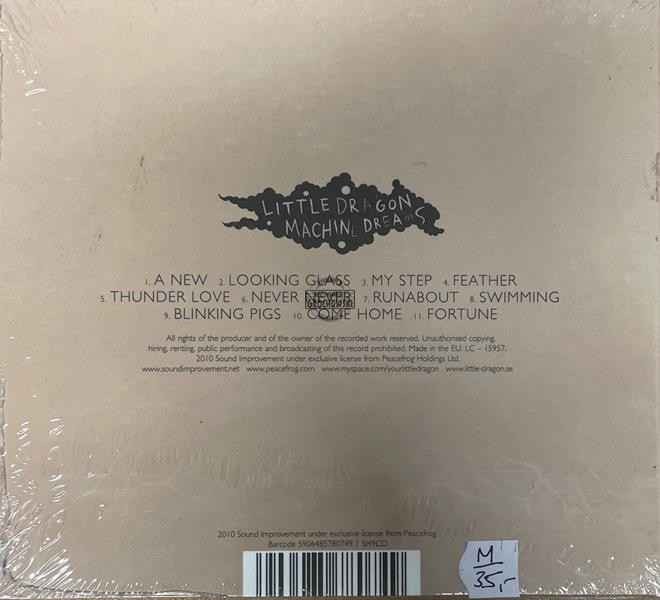 LITTLE DRAGON
MACHINE DREAMS
1. A NEW 2. LOOKING GLASS 3. MY STEP 4. FEATHER
5. THUNDER LOVE 6. NEVER NEVER 7. RUNABOUT 8. SWIMMING
9. BLINKING PIGS 10. COME HOME 11. FORTUNE
All rights of the producer and of the owner of the recorded work reserved. Unauthorised copying,
hiring, renting, public performance and broadcasting of this record prohibited. Made in the EU. LC – 15957.
2010 Sound Improvement under exclusive license from Peacefrog Holdings Ltd.
www.soundimprovement.net www.peacefrog.com www.myspace.com/yourlittledragon www.little-dragon.se
2010 Sound Improvement under exclusive license from Peacefrog
Barcode 5906485780749 | SI49CD
M
35,-